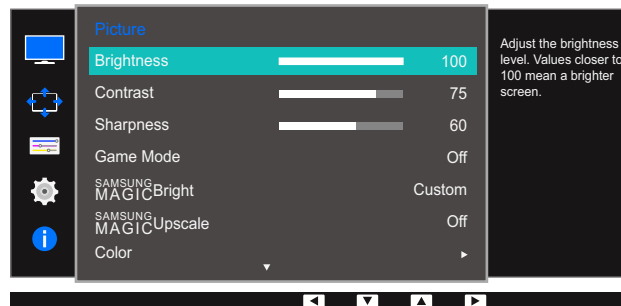 Picture
Brightness 100
Contrast 75
Sharpness 60
Game Mode Off
SAMSUNG
MAGICBright Custom
SAMSUNG
MAGICUpscale Off
Color
Adjust the brightness
level. Values closer to
100 mean a brighter
screen.